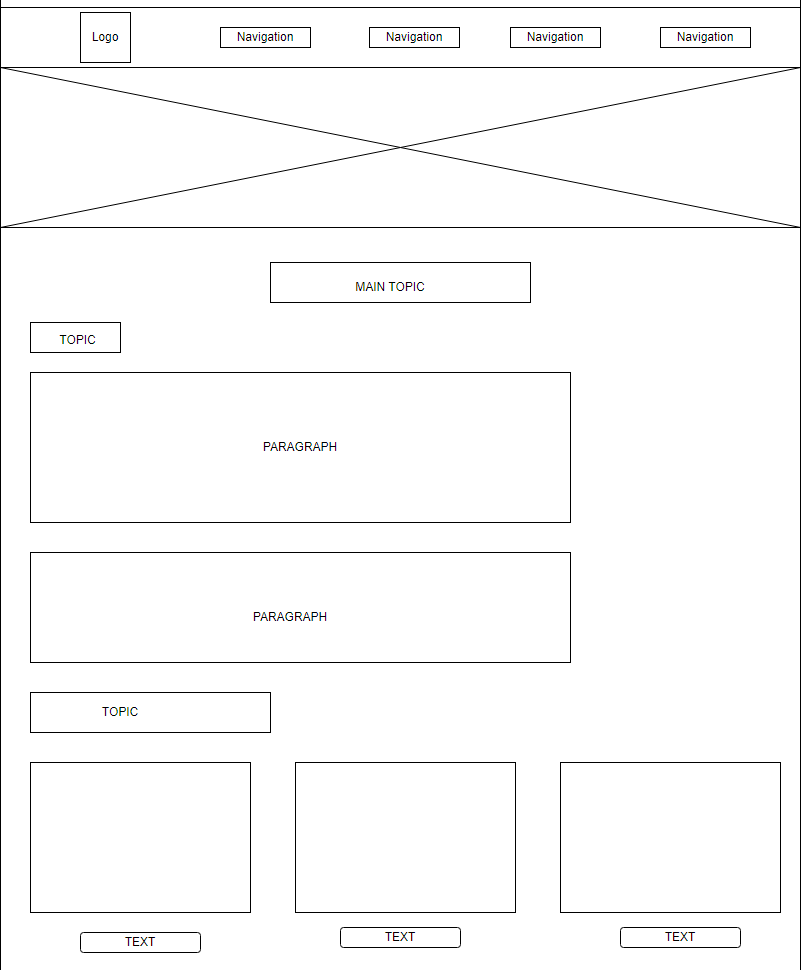 Logo
Navigation
Navigation
Navigation
Navigation
MAIN TOPIC
TOPIC
PARAGRAPH
PARAGRAPH
TOPIC
TEXT
TEXT
TEXT